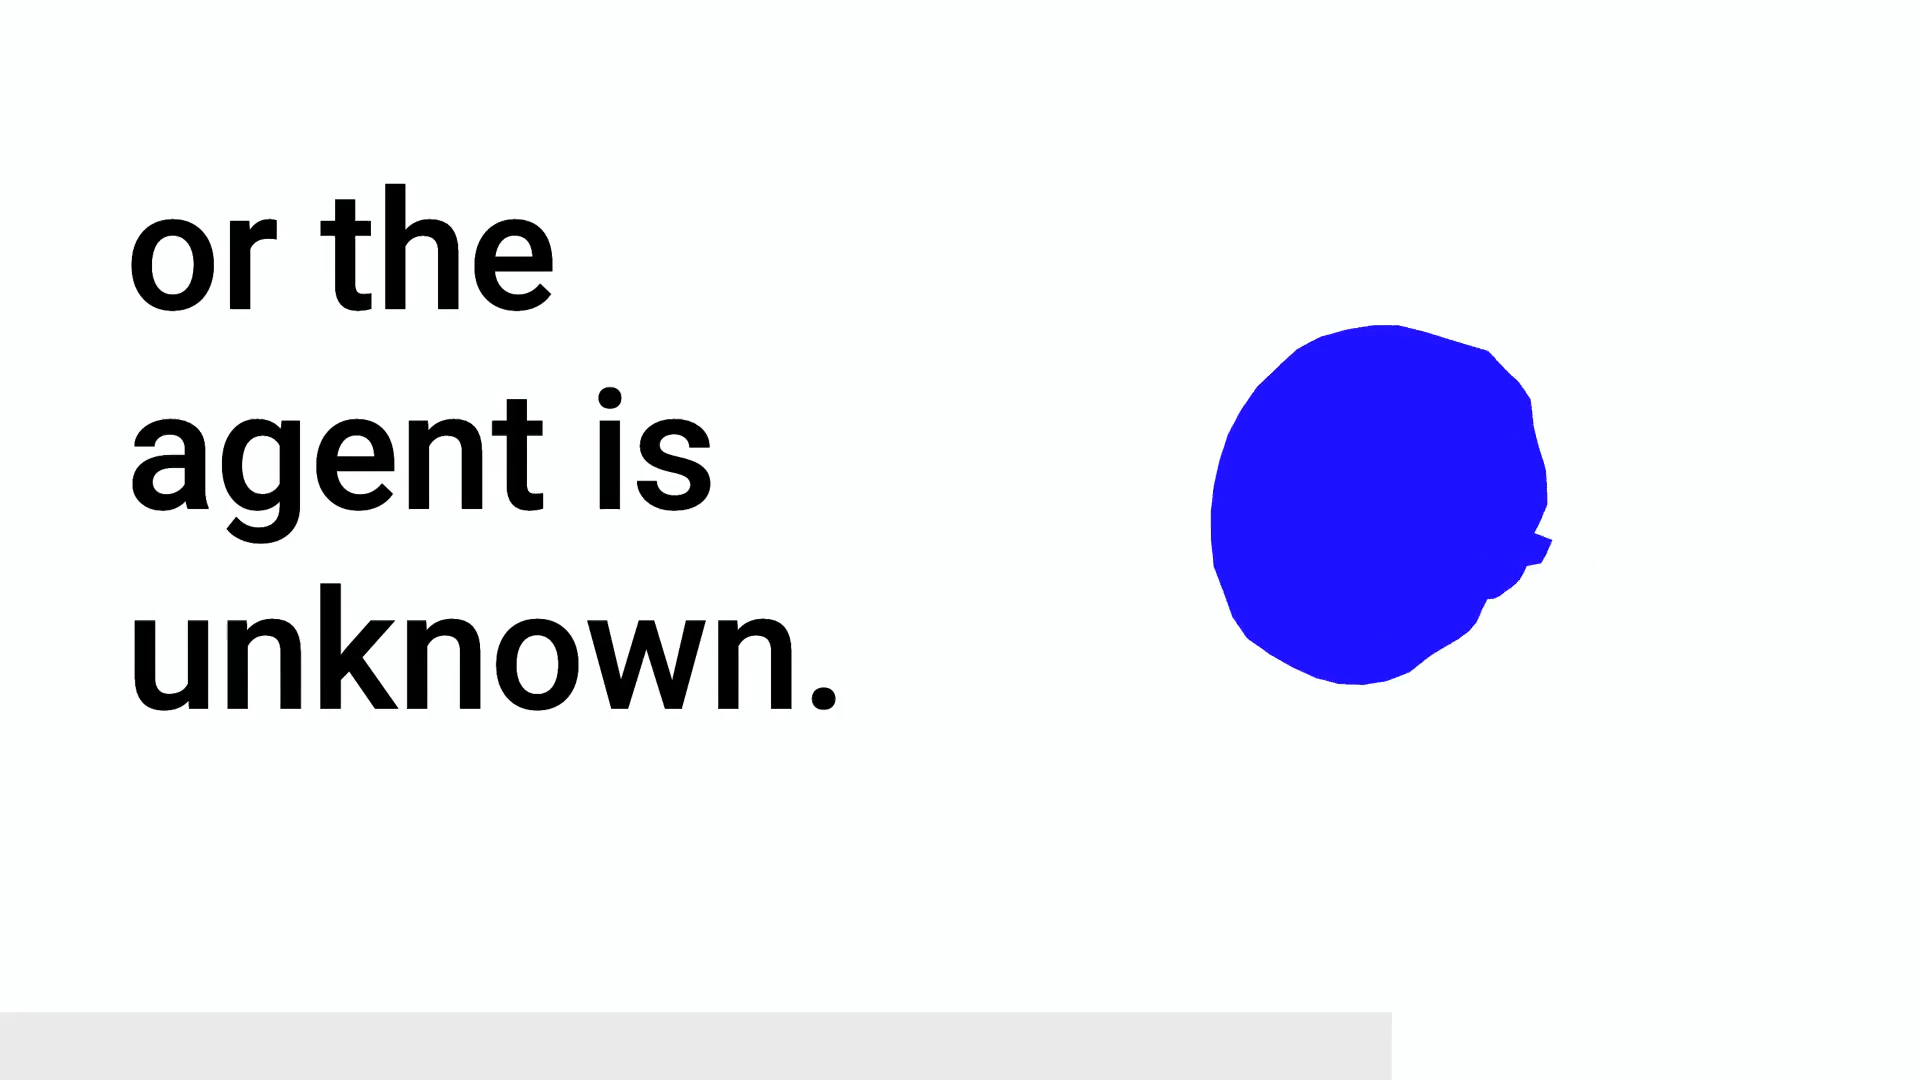 or the
agent is
unknown.